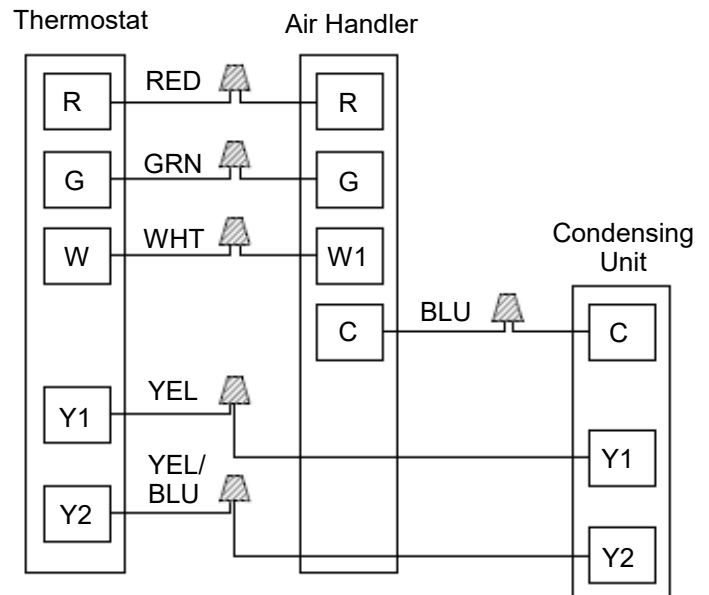 Thermostat
Air Handler
R
RED
R
G
GRN
G
W
WHT
W1
Condensing
Unit
C
BLU
C
Y1
YEL
Y1
YEL/
BLU
Y2
Y2